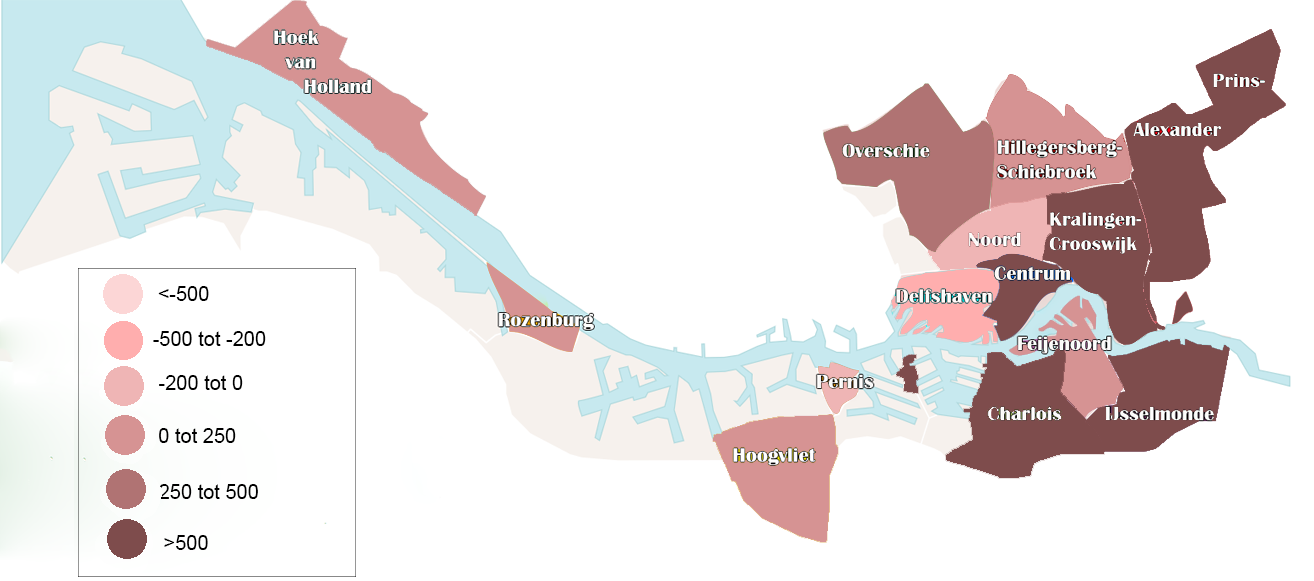 Hoek
van
Holland
Prins-
Alexander
Overschie
Hillegersberg-
Schiebroek
Kralingen-
Crooswijk
Noord
Centrum
Delfshaven
Rozenburg
Feijenoord
Pernis
Charlois
IJsselmonde
Hoogvliet
<-500
-500 tot -200
-200 tot 0
0 tot 250
250 tot 500
>500